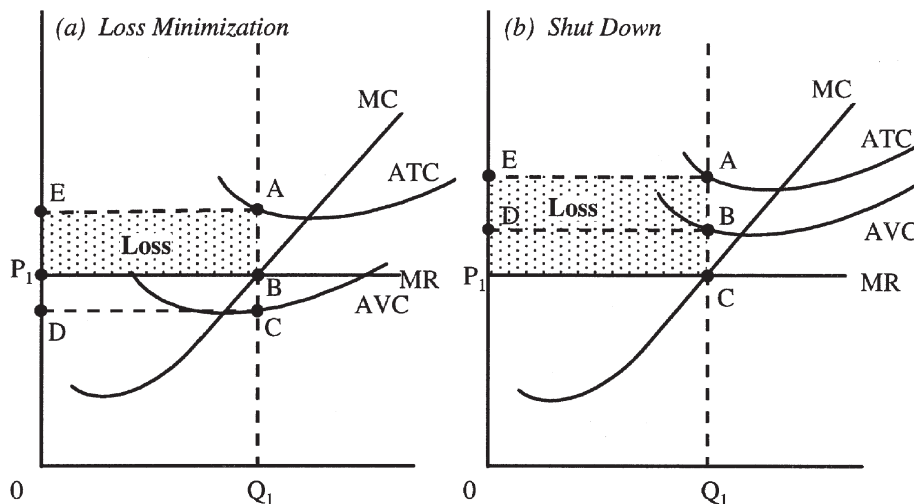 (a) Loss Minimization
MC
E
A
ATC
Loss
P1
B
MR
AVC
D
C
0
Q1
(b) Shut Down
MC
E
A
ATC
Loss
D
B
AVC
P1
C
MR
0
Q1